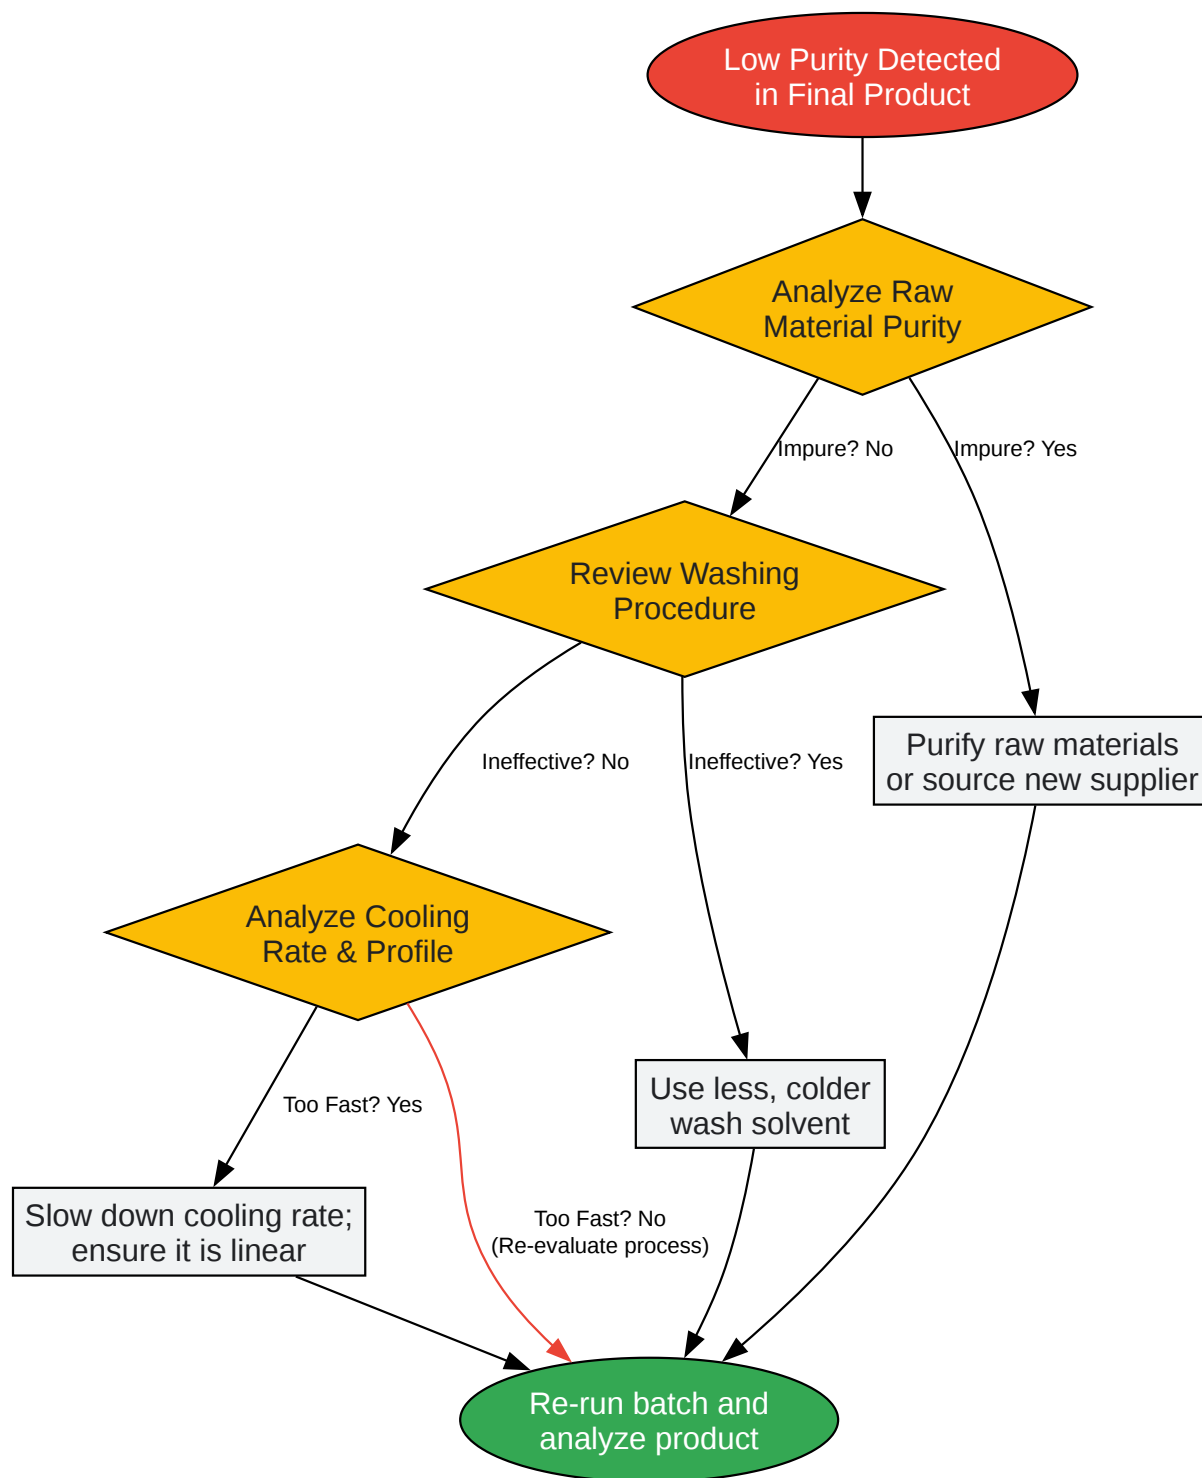 Low Purity Detected
in Final Product
Analyze Raw
Material Purity
Impure? No
Impure? Yes
Review Washing
Procedure
Purify raw materials
or source new supplier
Ineffective? No
Ineffective? Yes
Analyze Cooling
Rate & Profile
Use less, colder
wash solvent
Too Fast? Yes
Slow down cooling rate;
ensure it is linear
Too Fast? No
(Re-evaluate process)
Re-run batch and
analyze product